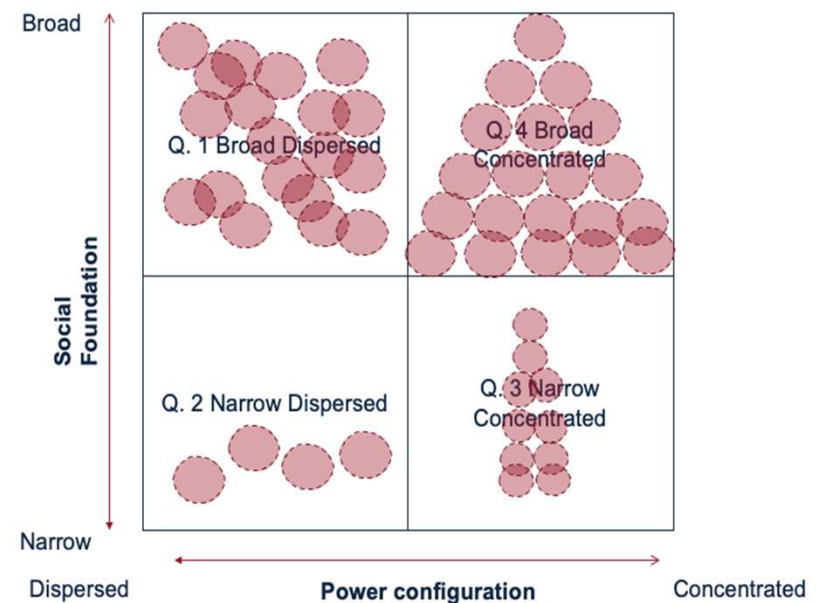 Broad
Q. 1 Broad Dispersed
Q. 4 Broad
Concentrated
Social
Foundation
Q. 2 Narrow Dispersed
Q. 3 Narrow
Concentrated
Narrow
Dispersed
Power configuration
Concentrated